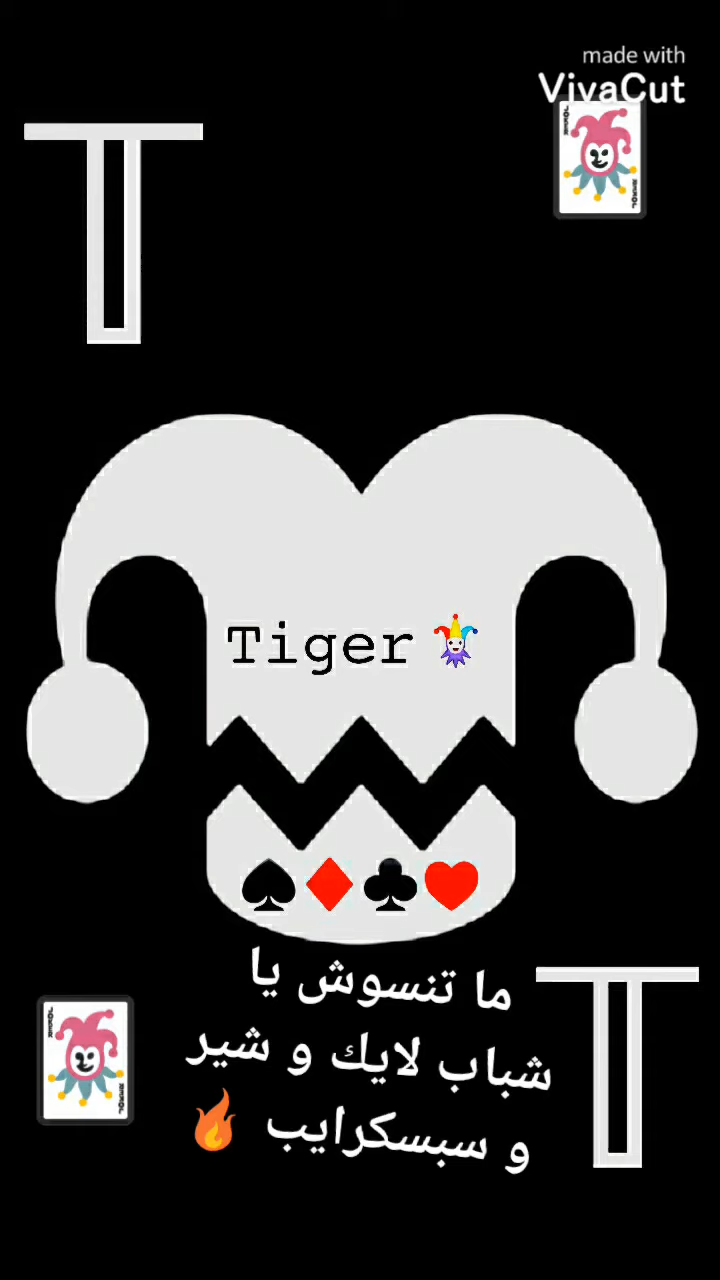 made with
VivaCut
T
Tiger🃏
♠♦♣♥
ما تنسوش يا
شباب لايك و شير
و سبسكرايب 🔥
T